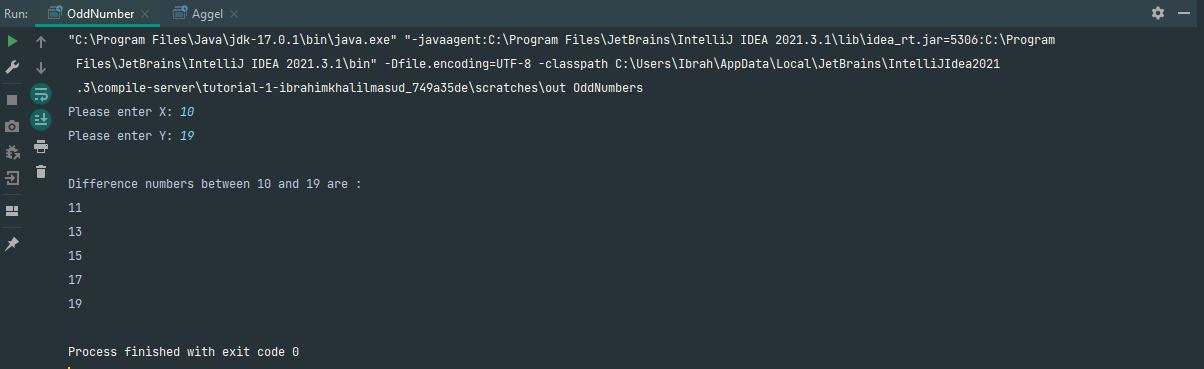 Run: OddNumber × Aggel ×
"C:\Program Files\Java\jdk-17.0.1\bin\java.exe" "-javaagent:C:\Program Files\JetBrains\IntelliJ IDEA 2021.3.1\lib\idea_rt.jar=5306:C:\Program
Files\JetBrains\IntelliJ IDEA 2021.3.1\bin" -Dfile.encoding=UTF-8 -classpath C:\Users\Ibrah\AppData\Local\JetBrains\IntelliJIdea2021
.3\compile-server\tutorial-1-ibrahimkhalilmasud_749a35de\scratches\out OddNumbers
Please enter X: 10
Please enter Y: 19
Difference numbers between 10 and 19 are :
11
13
15
17
19
Process finished with exit code 0